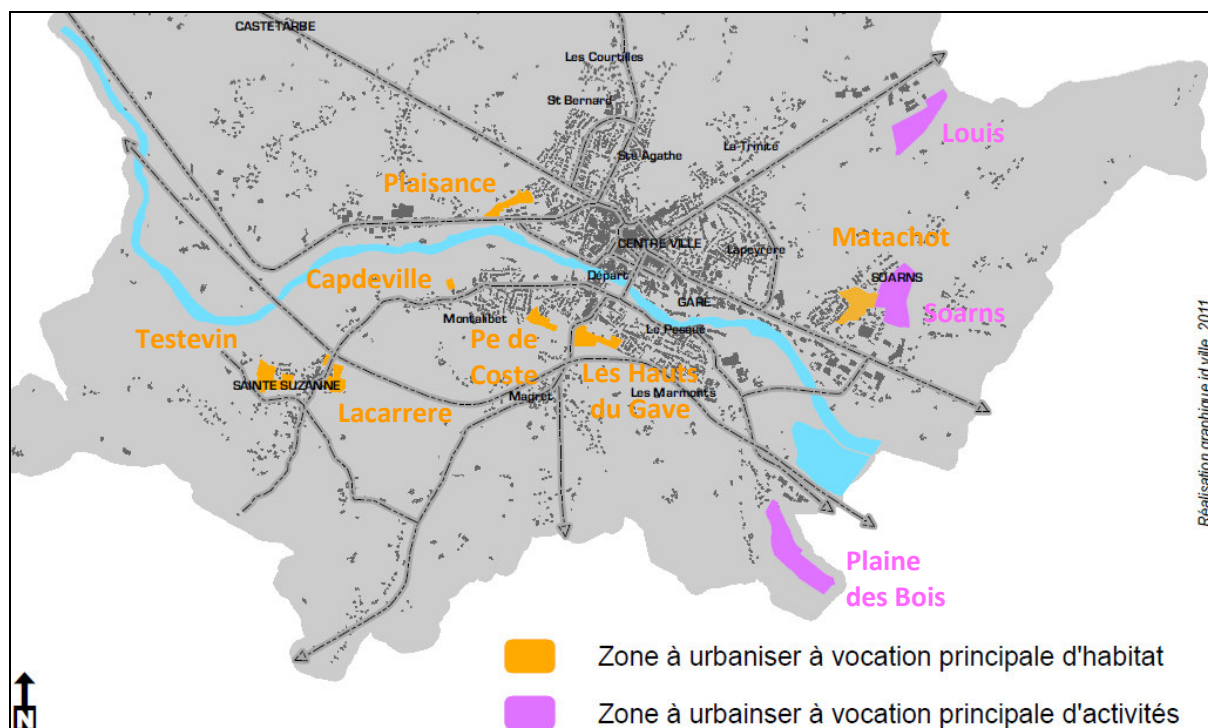 CASTETARBE
Les Courtilles
St Bernard
Louis
La Trinité
Ste Agathe
Plaisance
Matachot
CENTRE VILLE
Lapeyrère
Capdeville
Départ
SOARNS
GARE
Soarns
Montalibet
Testevin
Pe de
Coste
Le Pesqué
Les Hauts
du Gave
SAINTE SUZANNE
Lacarrere
Magret
Les Marmonts
Plaine
des Bois
Réalisation graphique id ville, 2011
Zone à urbaniser à vocation principale d'habitat
Zone à urbainser à vocation principale d'activités
N